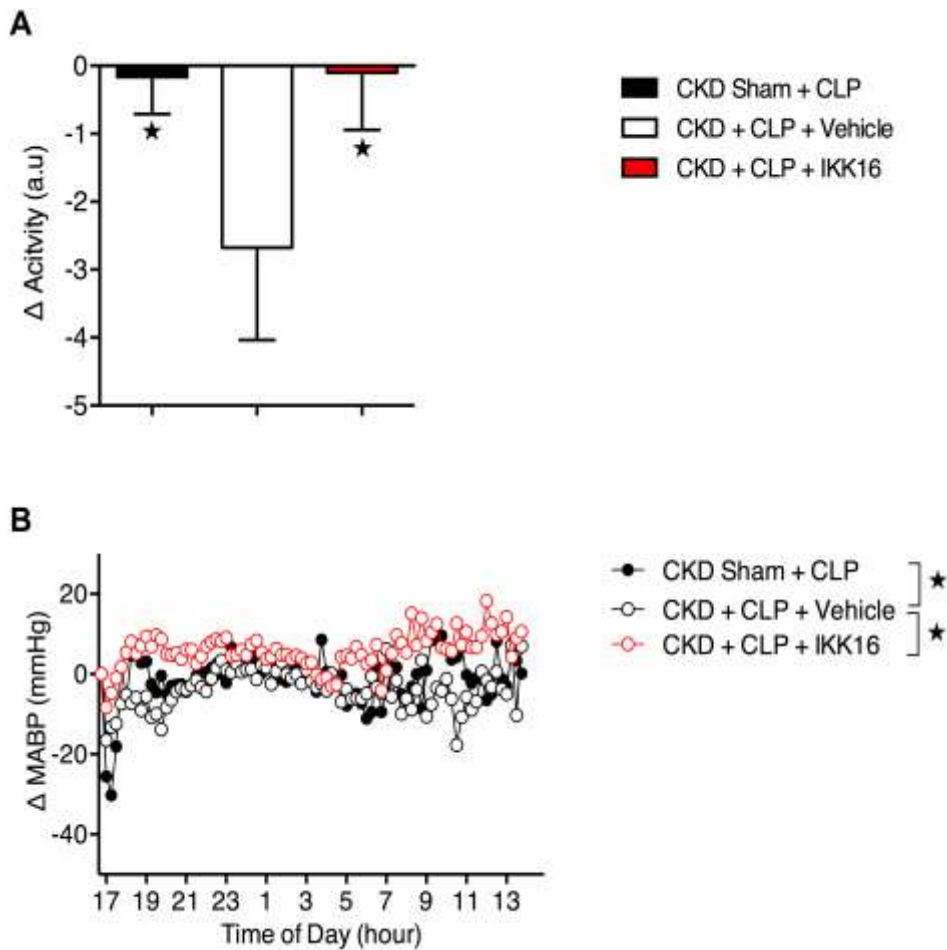 A
0
-1
-2
-3
-4
-5
Δ Acitvity (a.u)
★
★
CKD Sham + CLP
CKD + CLP + Vehicle
CKD + CLP + IKK16
B
20
0
-20
-40
Δ MABP (mmHg)
17 19 21 23 1 3 5 7 9 11 13
Time of Day (hour)
CKD Sham + CLP
CKD + CLP + Vehicle
CKD + CLP + IKK16
★
★